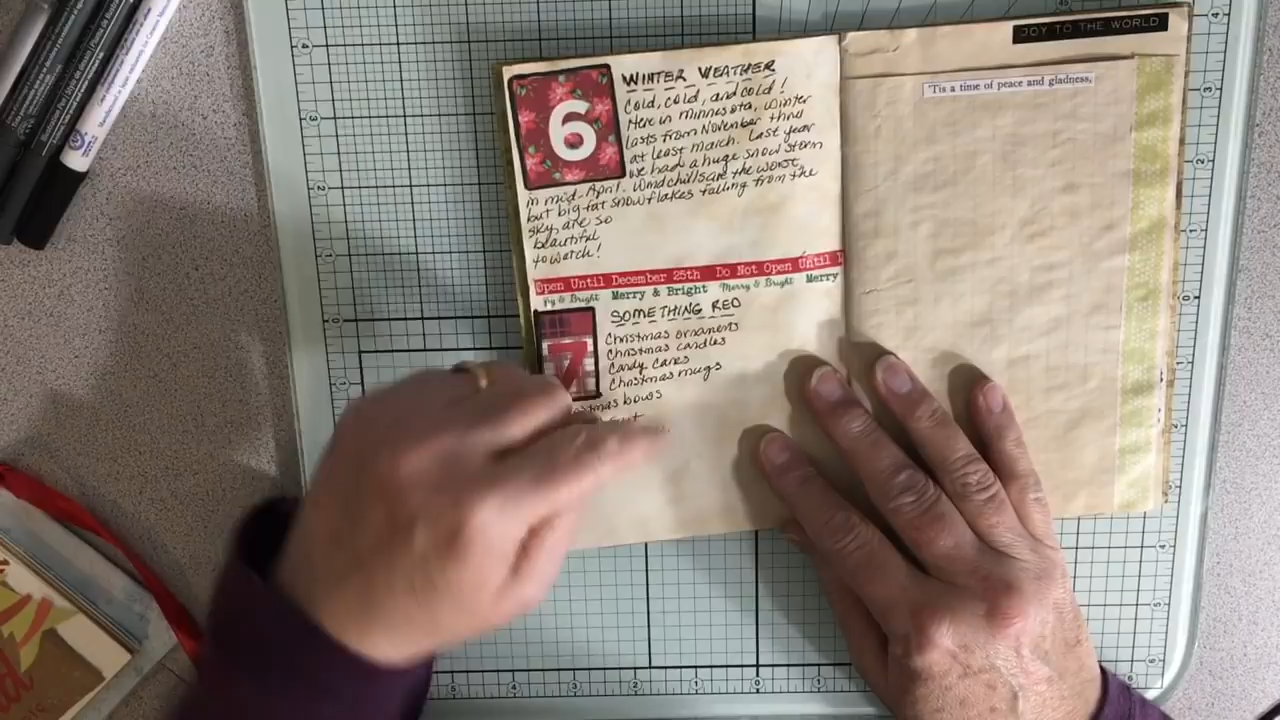 6
WINTER WEATHER
Cold, cold, and cold!
Here in Minnesota, winter
lasts from November thru
at least March. Last year
we had a huge snow storm
in mid-April. Windchills are the worst,
but big fat snowflakes falling from the
sky, are so
beautiful
to watch!
Open Until December 25th Do Not Open Until
& Bright Merry & Bright Merry & Bright Merry
7
SOMETHING RED
Christmas ornaments
Christmas candles
Candy canes
Christmas mugs
bows
JOY TO THE WORLD
'Tis a time of peace and gladness,